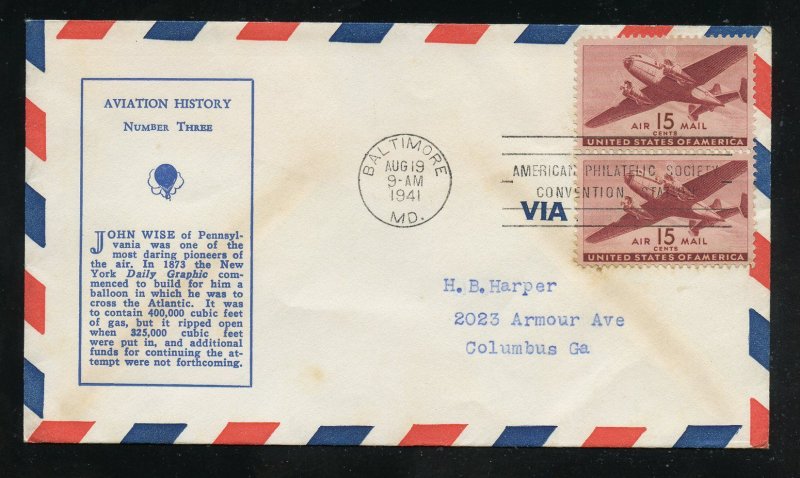 AVIATION HISTORY
NUMBER THREE
JOHN WISE of Pennsyl-
vania was one of the
most daring pioneers of
the air. In 1873 the New
York Daily Graphic com-
menced to build for him a
balloon in which he was to
cross the Atlantic. It was
to contain 400,000 cubic feet
of gas, but it ripped open
when 325,000 cubic feet
were put in, and additional
funds for continuing the at-
tempt were not forthcoming.
BALTIMORE
AUG 19
9-AM
1941
MD.
AMERICAN PHILATELIC SOCIETY
CONVENTION STATION
VIA
AIR 15 MAIL
CENTS
UNITED STATES OF AMERICA
AIR 15 MAIL
CENTS
UNITED STATES OF AMERICA
H.B.Harper
2023 Armour Ave
Columbus Ga